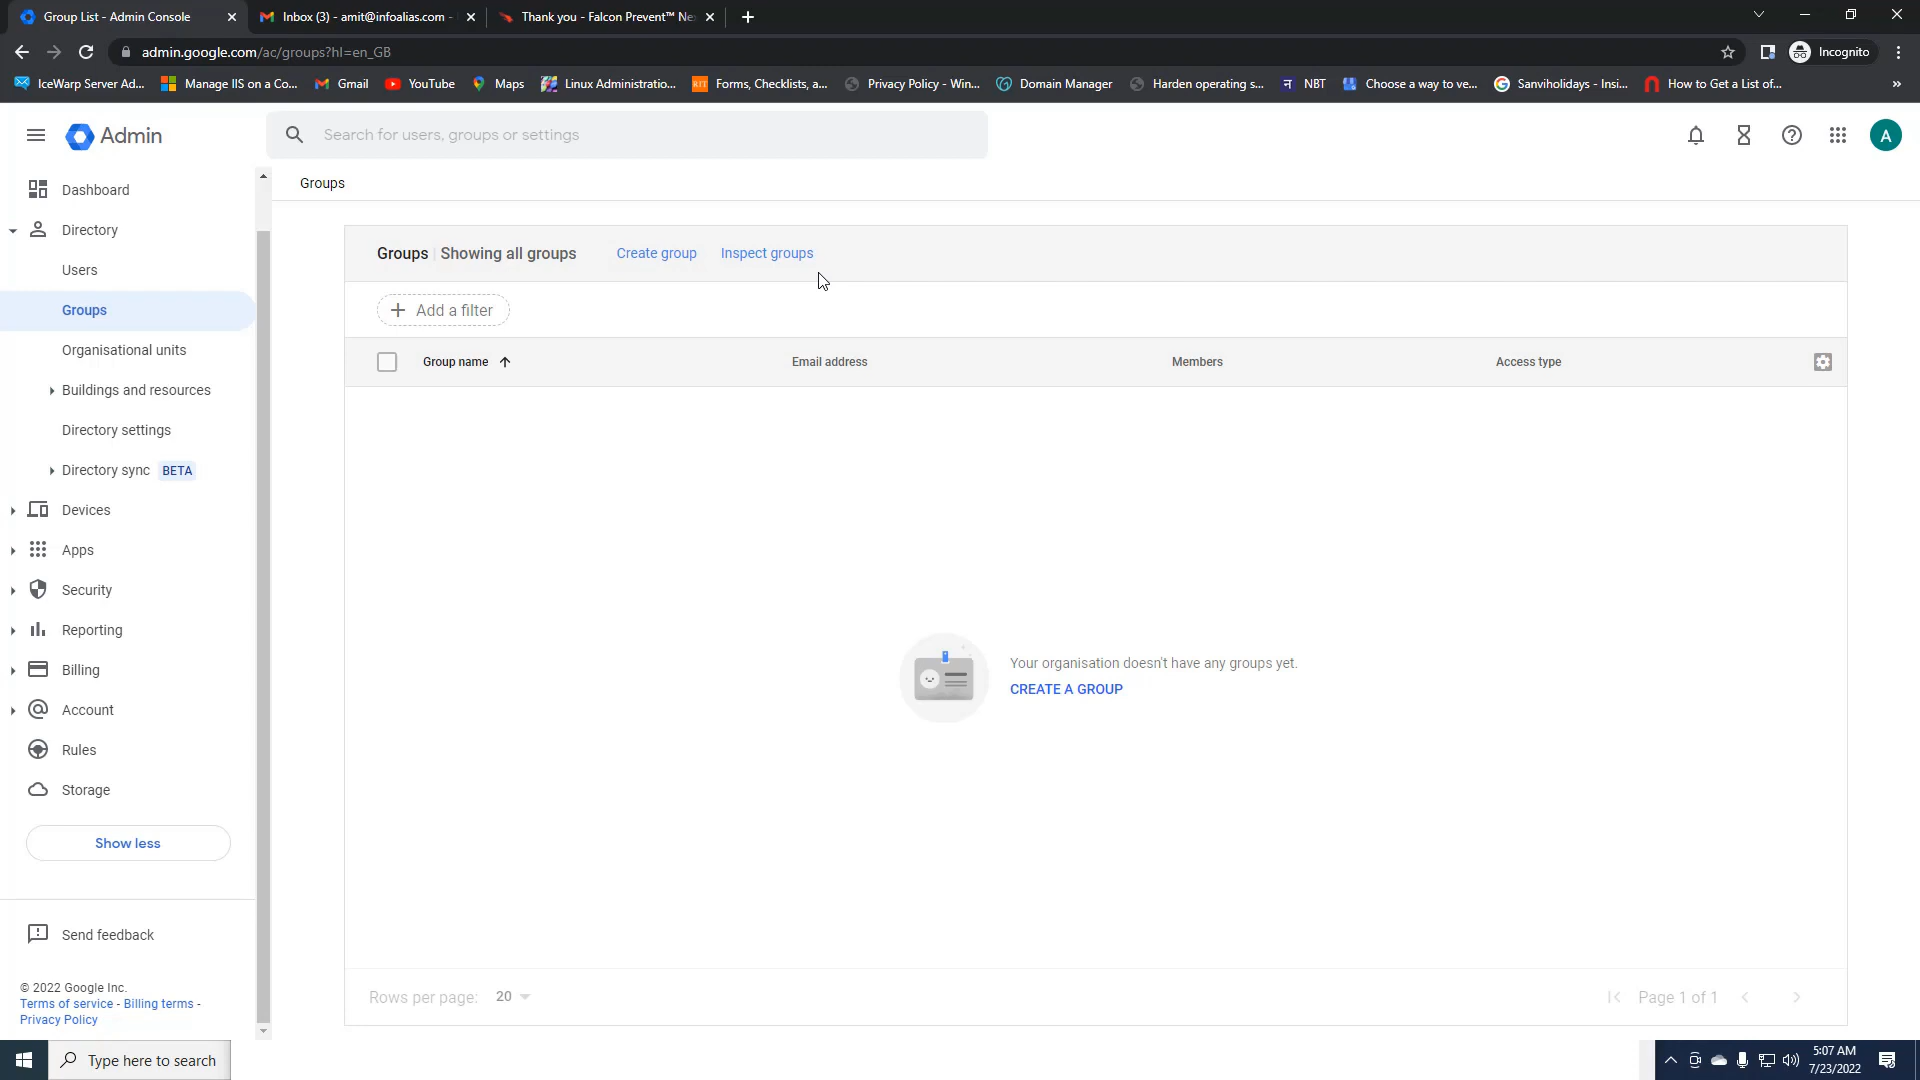 Group List - Admin Console
Inbox (3) - amit@infoalias.com -
Thank you - Falcon Prevent™ Ne
admin.google.com/ac/groups?hl=en_GB
Incognito
IceWarp Server Ad...
Manage IIS on a Co...
Gmail
YouTube
Maps
Linux Administratio...
Forms, Checklists, a...
Privacy Policy - Win...
Domain Manager
Harden operating s...
NBT
Choose a way to ve...
Sanviholidays - Insi...
How to Get a List of...
Admin
Search for users, groups or settings
A
Dashboard
Directory
Users
Groups
Organisational units
Buildings and resources
Directory settings
Directory sync BETA
Devices
Apps
Security
Reporting
Billing
Account
Rules
Storage
Show less
Send feedback
© 2022 Google Inc.
Terms of service - Billing terms -
Privacy Policy
Groups
Groups Showing all groups
Create group
Inspect groups
Add a filter
Group name
Email address
Members
Access type
Your organisation doesn't have any groups yet.
CREATE A GROUP
Rows per page: 20
Page 1 of 1
Type here to search
5:07 AM
7/23/2022